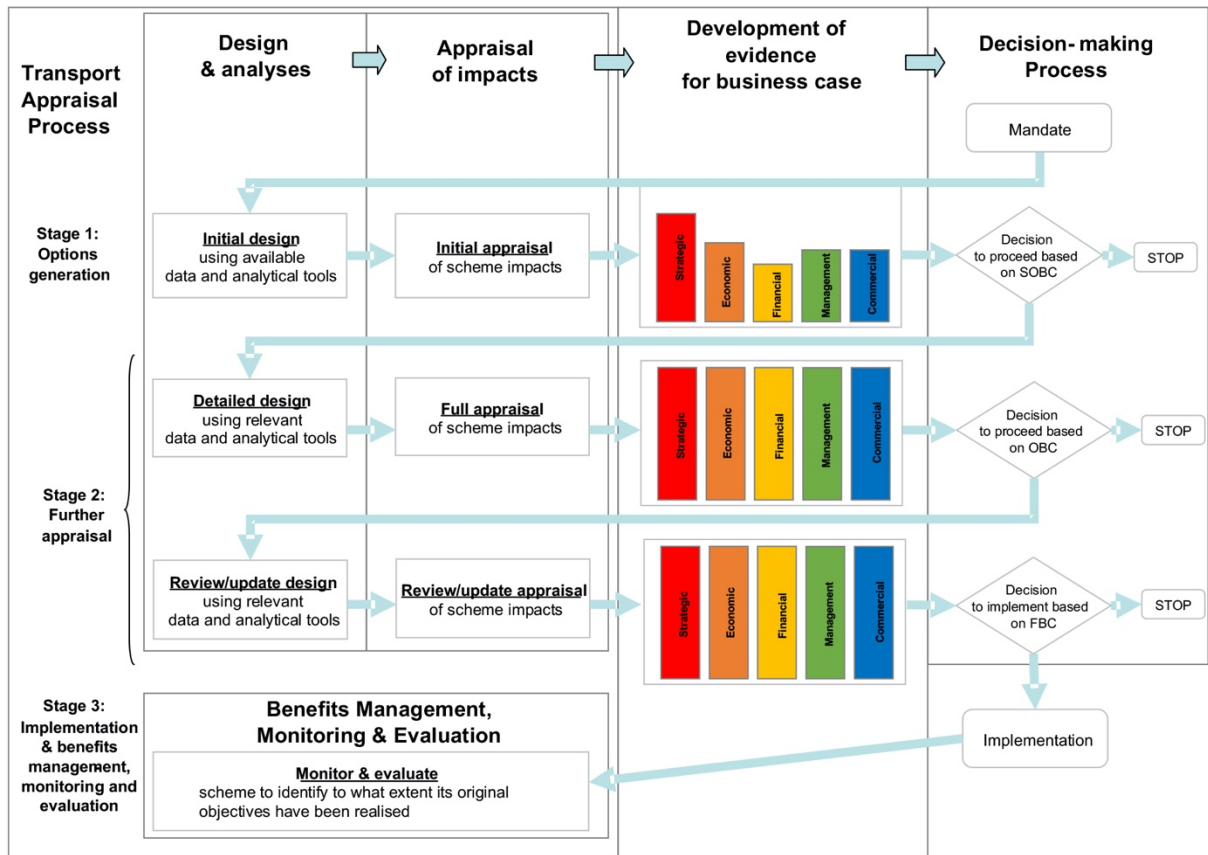 Transport
Appraisal
Process
Design
& analyses
Appraisal
of impacts
Development of
evidence
for business case
Decision- making
Process
Mandate
Stage 1:
Options
generation
Initial design
using available
data and analytical tools
Initial appraisal
of scheme impacts
Strategic
Economic
Financial
Management
Commercial
Decision
to proceed based
on SOBC
STOP
Stage 2:
Further
appraisal
Detailed design
using relevant
data and analytical tools
Full appraisal
of scheme impacts
Strategic
Economic
Financial
Management
Commercial
Decision
to proceed based
on OBC
STOP
Review/update design
using relevant
data and analytical tools
Review/update appraisal
of scheme impacts
Strategic
Economic
Financial
Management
Commercial
Decision
to implement based
on FBC
STOP
Stage 3:
Implementation
& benefits
management,
monitoring and
evaluation
Benefits Management,
Monitoring & Evaluation
Monitor & evaluate
scheme to identify to what extent its original
objectives have been realised
Implementation